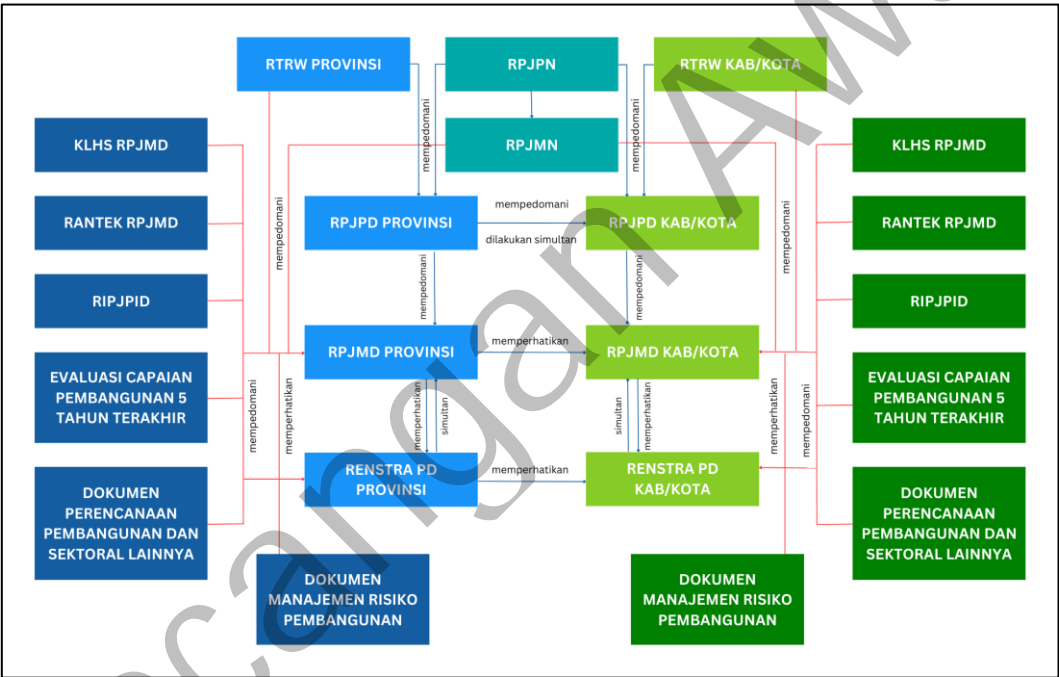 RTRW PROVINSI
RPJPN
RTRW KAB/KOTA
mempedomani
mempedomani
KLHS RPJMD
RPJMN
KLHS RPJMD
RANTEK RPJMD
mempedomani
RPJPD PROVINSI
mempedomani
dilakukan simultan
RPJPD KAB/KOTA
mempedomani
RANTEK RPJMD
RIPJPID
mempedomani
mempedomani
RIPJPID
RPJMD PROVINSI
memperhatikan
RPJMD KAB/KOTA
EVALUASI CAPAIAN
PEMBANGUNAN 5
TAHUN TERAKHIR
mempedomani
memperhatikan
memperhatikan
simultan
simultan
memperhatikan
memperhatikan
mempedomani
EVALUASI CAPAIAN
PEMBANGUNAN 5
TAHUN TERAKHIR
RENSTRA PD
PROVINSI
memperhatikan
RENSTRA PD
KAB/KOTA
DOKUMEN
PERENCANAAN
PEMBANGUNAN DAN
SEKTORAL LAINNYA
DOKUMEN
PERENCANAAN
PEMBANGUNAN DAN
SEKTORAL LAINNYA
DOKUMEN
MANAJEMEN RISIKO
PEMBANGUNAN
DOKUMEN
MANAJEMEN RISIKO
PEMBANGUNAN
cangan Aw